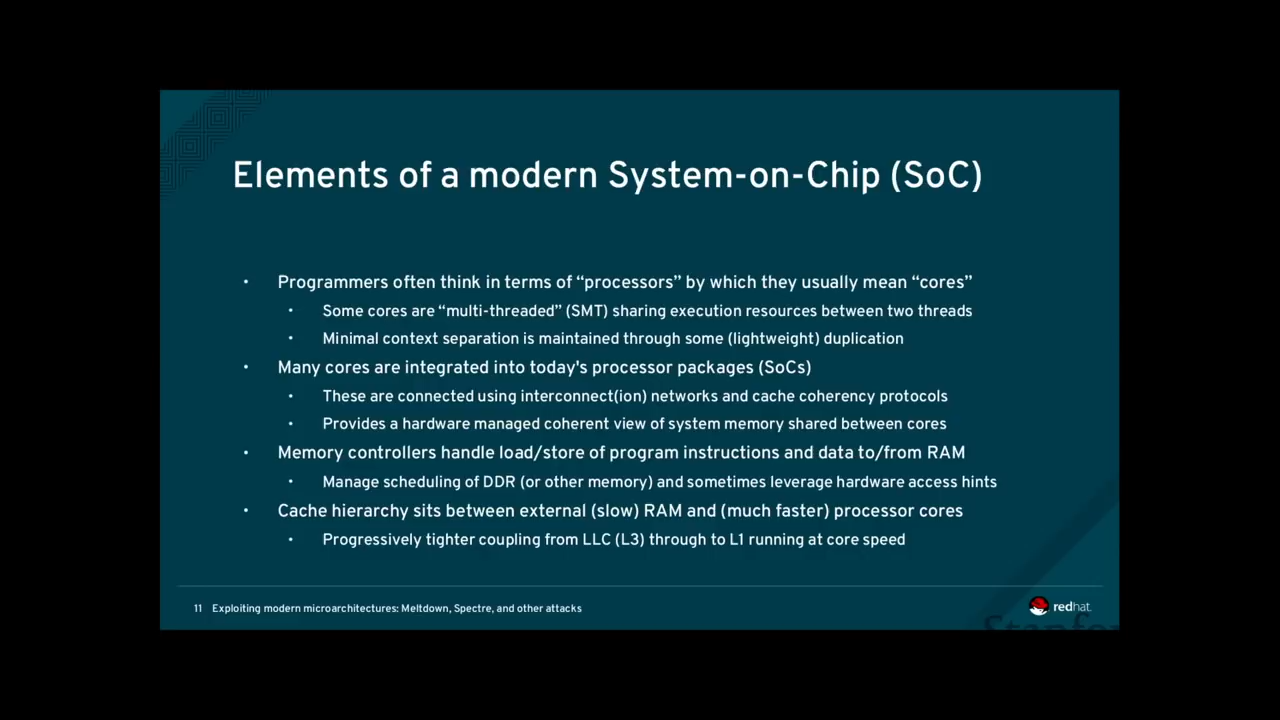 Elements of a modern System-on-Chip (SoC)
• Programmers often think in terms of “processors” by which they usually mean “cores”
• Some cores are “multi-threaded” (SMT) sharing execution resources between two threads
• Minimal context separation is maintained through some (lightweight) duplication
• Many cores are integrated into today's processor packages (SoCs)
• These are connected using interconnect(ion) networks and cache coherency protocols
• Provides a hardware managed coherent view of system memory shared between cores
• Memory controllers handle load/store of program instructions and data to/from RAM
• Manage scheduling of DDR (or other memory) and sometimes leverage hardware access hints
• Cache hierarchy sits between external (slow) RAM and (much faster) processor cores
• Progressively tighter coupling from LLC (L3) through to L1 running at core speed
11 Exploiting modern microarchitectures: Meltdown, Spectre, and other attacks
redhat.